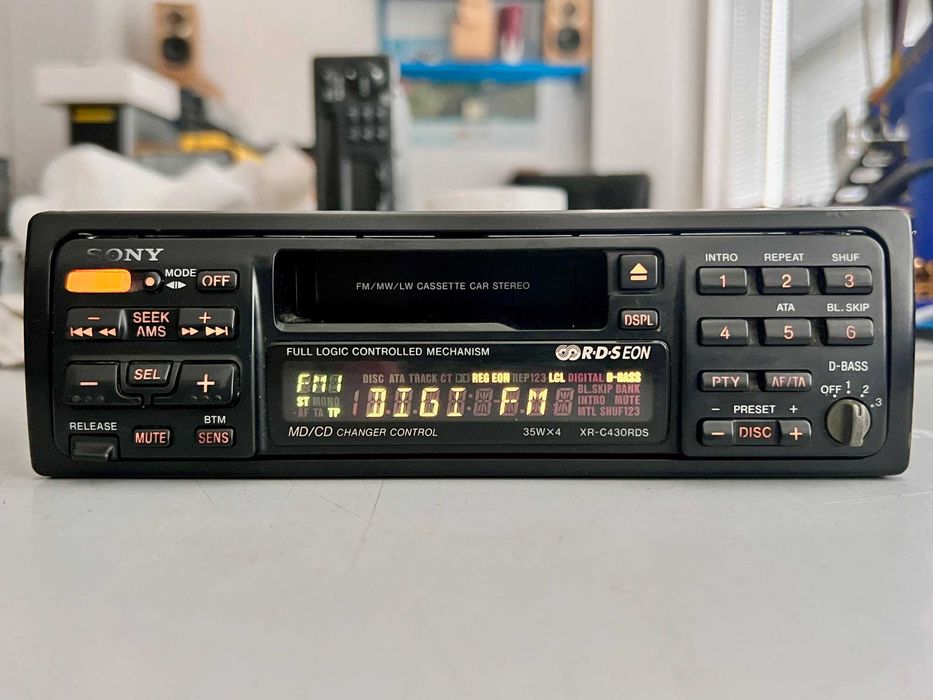 SONY
MODE
OFF
− SEEK +
AMS
− SEL +
RELEASE
BTM
MUTE SENS
FM/MW/LW CASSETTE CAR STEREO
DSPL
FULL LOGIC CONTROLLED MECHANISM
R·D·S EON
FM1 DISC ATA TRACK CT REG EON REP123 LCL DIGITAL D-BASS
BL.SKIP BANK
ST MONO INTRO MUTE
AF TA TP MTL SHUF123
DIGI FM
MD/CD CHANGER CONTROL 35W×4 XR-C430RDS
INTRO REPEAT SHUF
1 2 3
ATA BL.SKIP
4 5 6
D-BASS
PTY AF/TA
OFF 1 2 3
− PRESET +
− DISC +